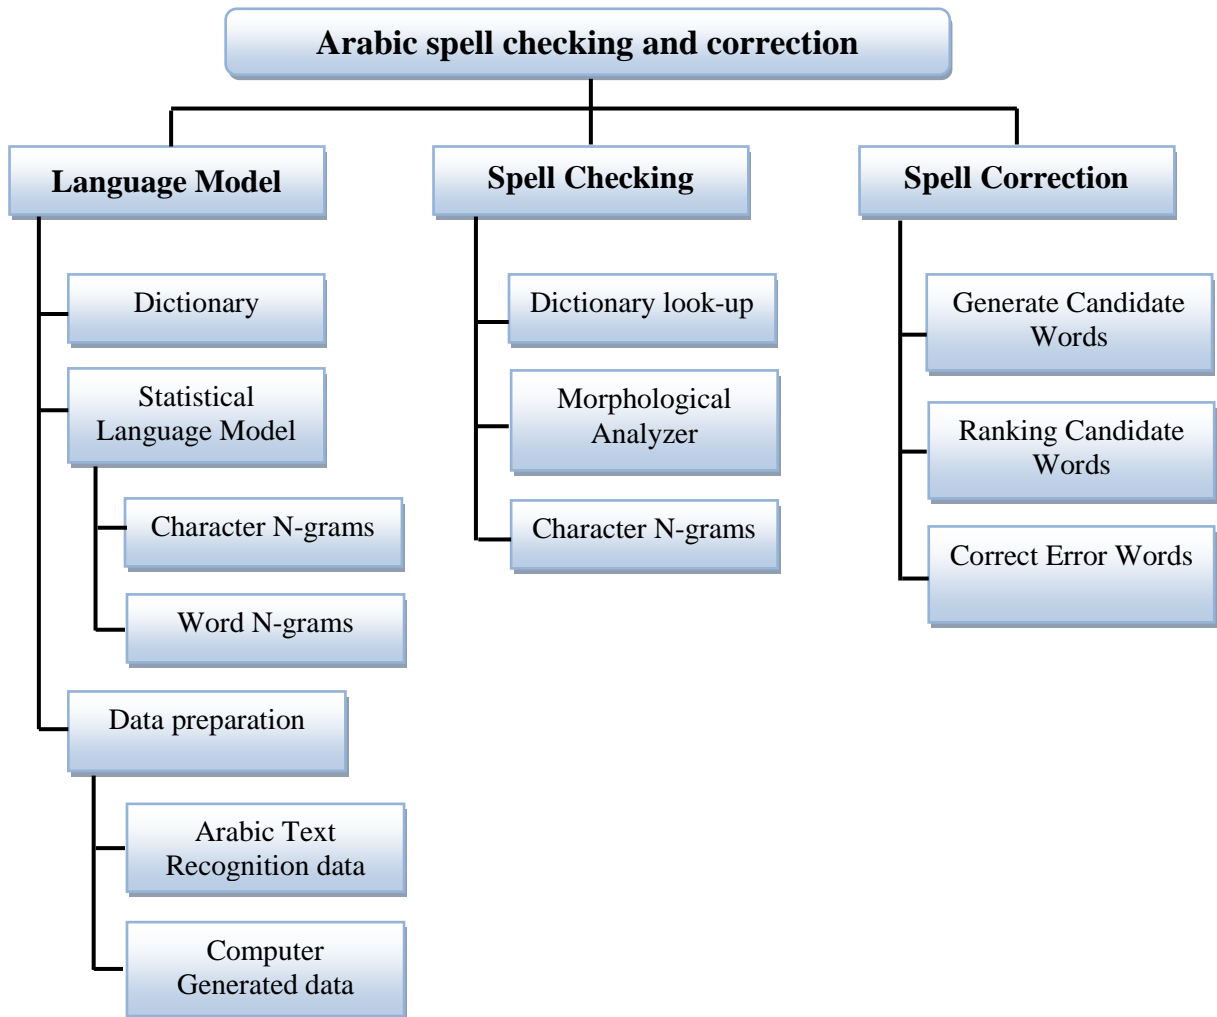 Arabic spell checking and correction
Language Model
Dictionary
Statistical
Language Model
Character N-grams
Word N-grams
Data preparation
Arabic Text
Recognition data
Computer
Generated data
Spell Checking
Dictionary look-up
Morphological
Analyzer
Character N-grams
Spell Correction
Generate Candidate
Words
Ranking Candidate
Words
Correct Error Words